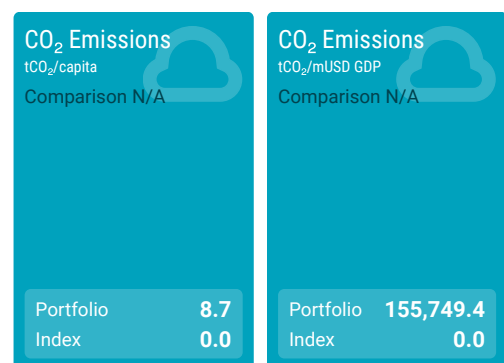 CO₂ Emissions
tCO₂/capita
Comparison N/A
Portfolio 8.7
Index 0.0
CO₂ Emissions
tCO₂/mUSD GDP
Comparison N/A
Portfolio 155,749.4
Index 0.0